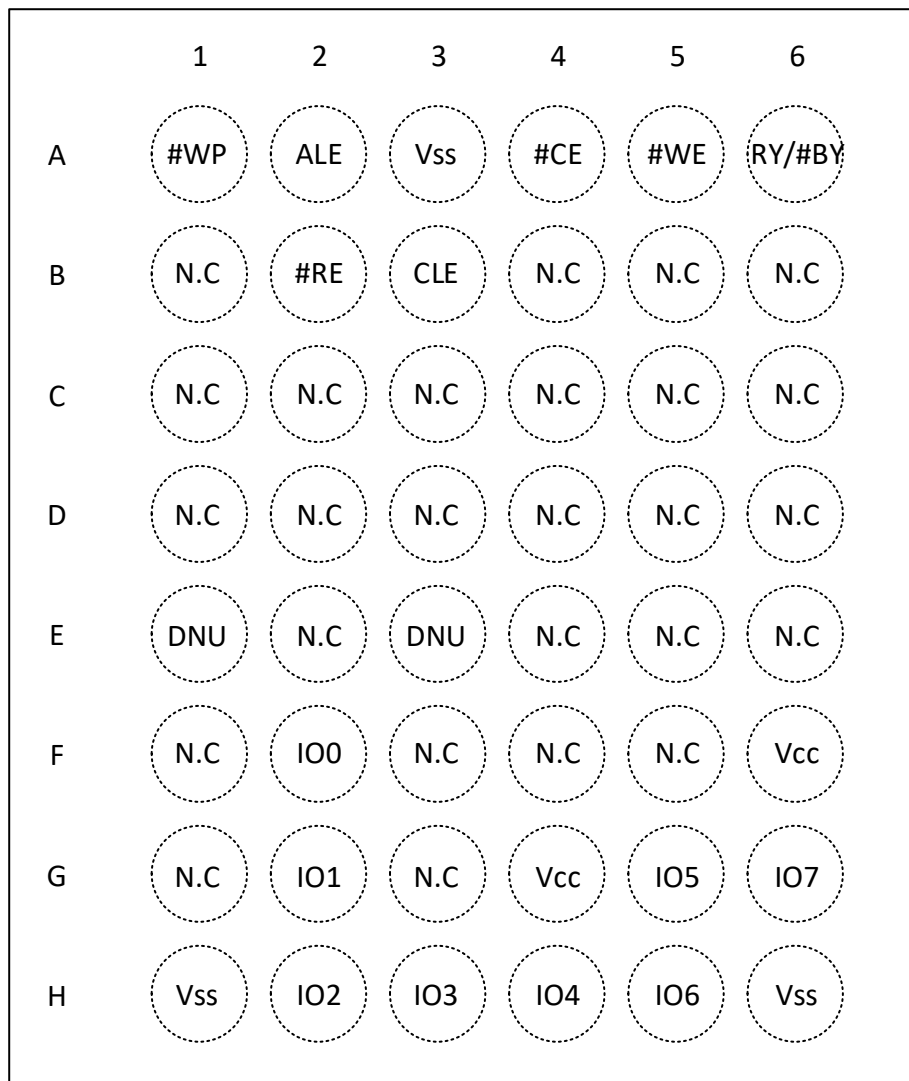 1 2 3 4 5 6
A #WP ALE Vss #CE #WE RY/#BY
B N.C #RE CLE N.C N.C N.C
C N.C N.C N.C N.C N.C N.C
D N.C N.C N.C N.C N.C N.C
E DNU N.C DNU N.C N.C N.C
F N.C IO0 N.C N.C N.C Vcc
G N.C IO1 N.C Vcc IO5 IO7
H Vss IO2 IO3 IO4 IO6 Vss